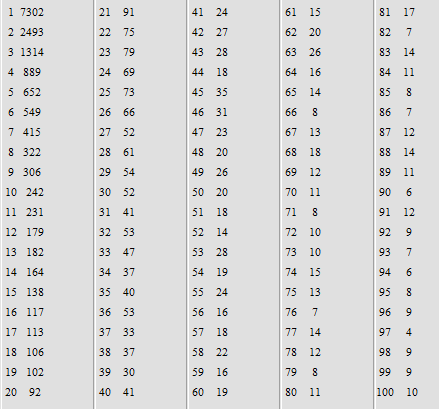 1 7302 21 91 41 24 61 15 81 17
2 2493 22 75 42 27 62 20 82 7
3 1314 23 79 43 28 63 26 83 14
4 889 24 69 44 18 64 16 84 11
5 652 25 73 45 35 65 14 85 8
6 549 26 66 46 31 66 8 86 7
7 415 27 52 47 23 67 13 87 12
8 322 28 61 48 20 68 18 88 14
9 306 29 54 49 26 69 12 89 11
10 242 30 52 50 20 70 11 90 6
11 231 31 41 51 18 71 8 91 12
12 179 32 53 52 14 72 10 92 9
13 182 33 47 53 28 73 10 93 7
14 164 34 37 54 19 74 15 94 6
15 138 35 40 55 24 75 13 95 8
16 117 36 53 56 16 76 7 96 9
17 113 37 33 57 18 77 14 97 4
18 106 38 37 58 22 78 12 98 9
19 102 39 30 59 16 79 8 99 9
20 92 40 41 60 19 80 11 100 10